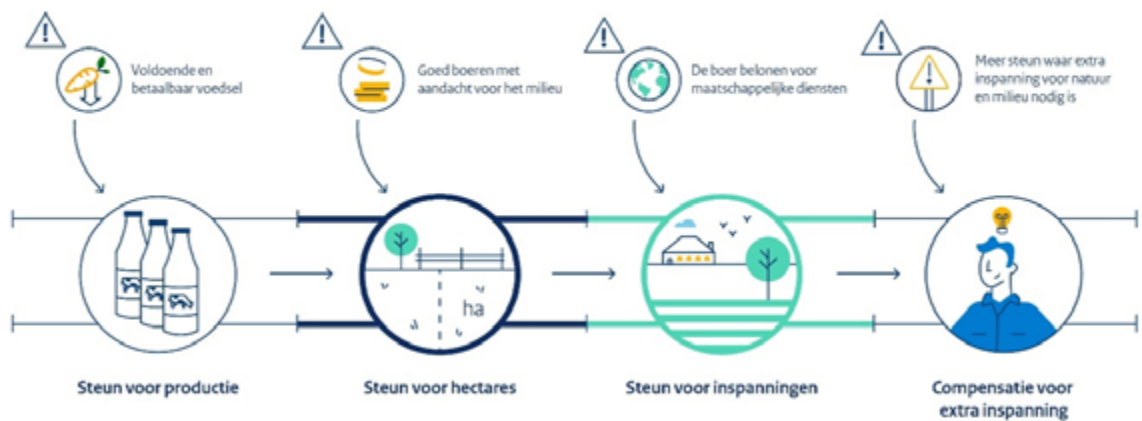 Voldoende en
betaalbaar voedsel
Goed boeren met
aandacht voor het milieu
De boer belonen voor
maatschappelijke diensten
Meer steun waar extra
inspanning voor natuur
en milieu nodig is
ha
Steun voor productie
Steun voor hectares
Steun voor inspanningen
Compensatie voor
extra inspanning